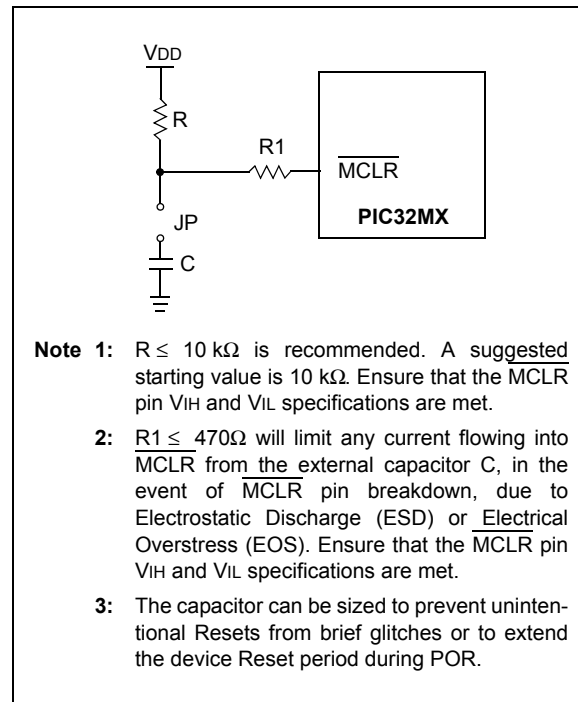 VDD
R
R1
MCLR
PIC32MX
JP
C
Note 1: R ≤ 10 kΩ is recommended. A suggested
starting value is 10 kΩ. Ensure that the MCLR
pin VIH and VIL specifications are met.
2: R1 ≤ 470Ω will limit any current flowing into
MCLR from the external capacitor C, in the
event of MCLR pin breakdown, due to
Electrostatic Discharge (ESD) or Electrical
Overstress (EOS). Ensure that the MCLR pin
VIH and VIL specifications are met.
3: The capacitor can be sized to prevent uninten-
tional Resets from brief glitches or to extend
the device Reset period during POR.